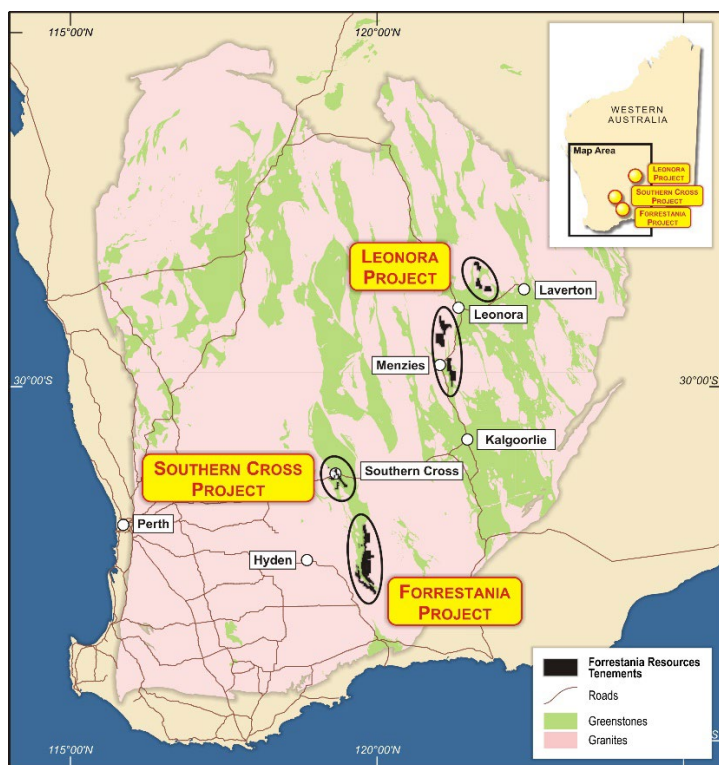 115°00'N
120°00'N
WESTERN
AUSTRALIA
Map Area
LEONORA
PROJECT
SOUTHERN CROSS
PROJECT
FORRESTANIA
PROJECT
LEONORA
PROJECT
Laverton
Leonora
Menzies
30°00'S
30°00'S
Kalgoorlie
SOUTHERN CROSS
PROJECT
Southern Cross
Perth
Hyden
FORRESTANIA
PROJECT
Forrestania Resources
Tenements
Roads
Greenstones
Granites
115°00'N
120°00'N